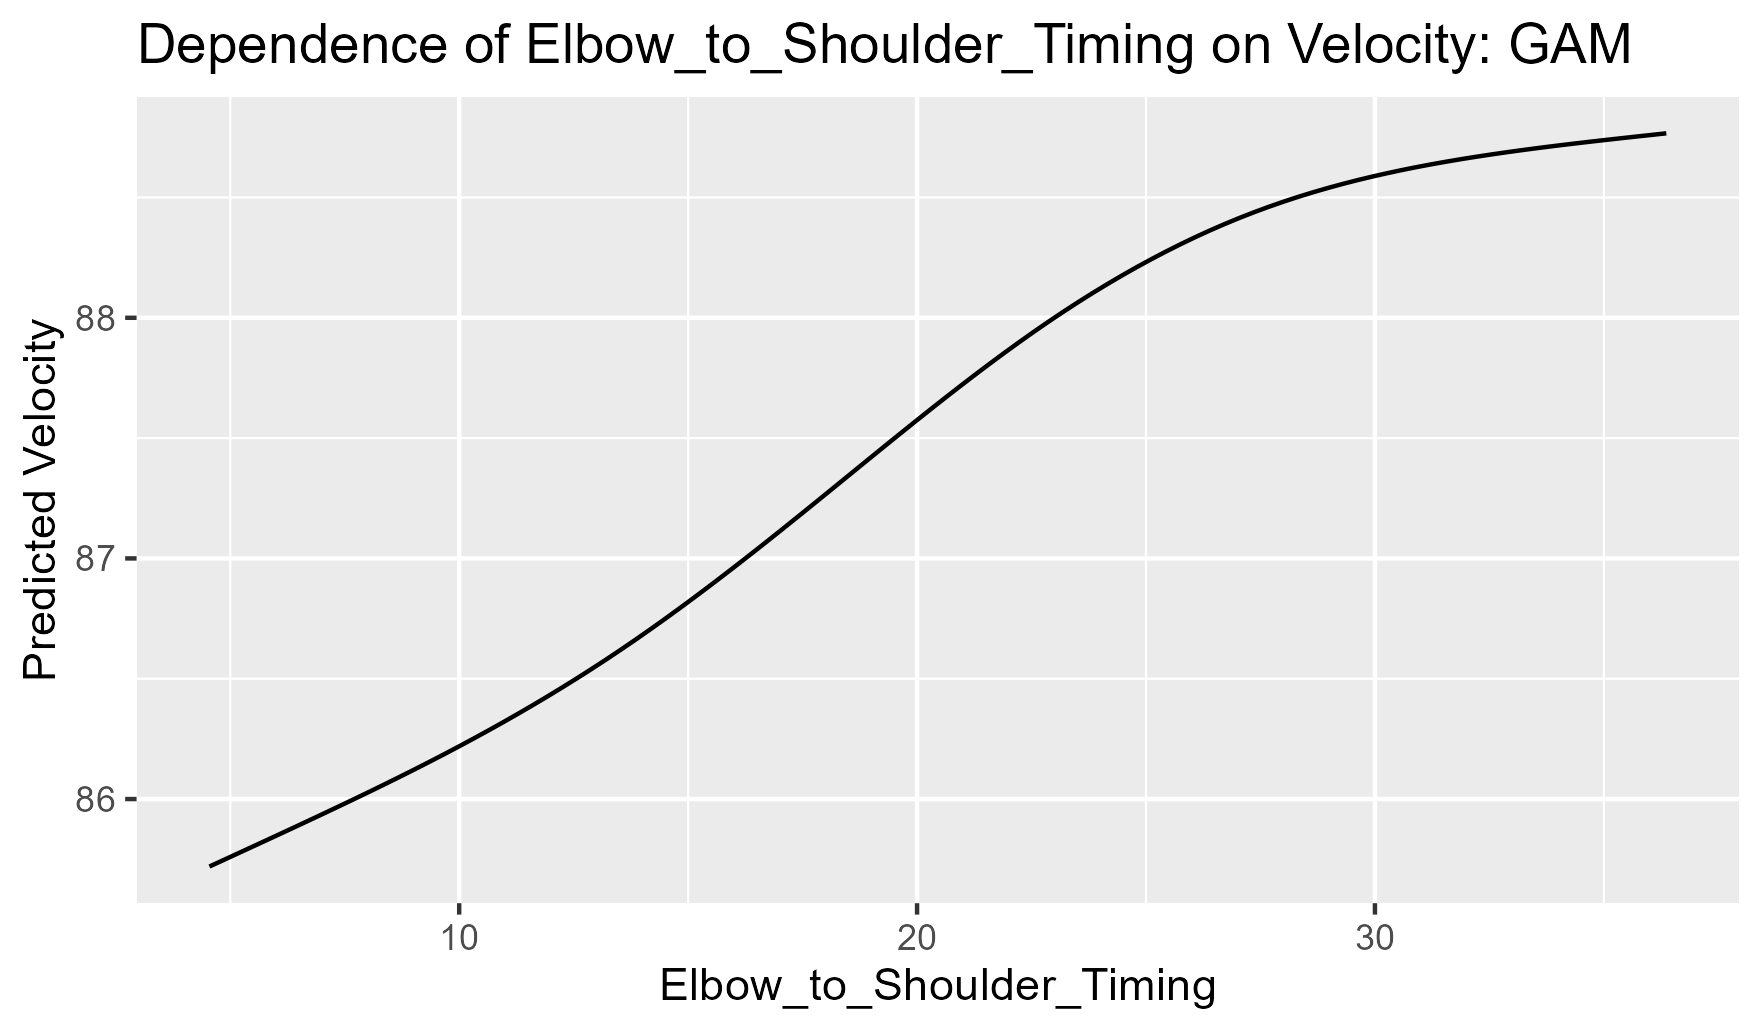 Dependence of Elbow_to_Shoulder_Timing on Velocity: GAM
Predicted Velocity
88
87
86
10 20 30
Elbow_to_Shoulder_Timing